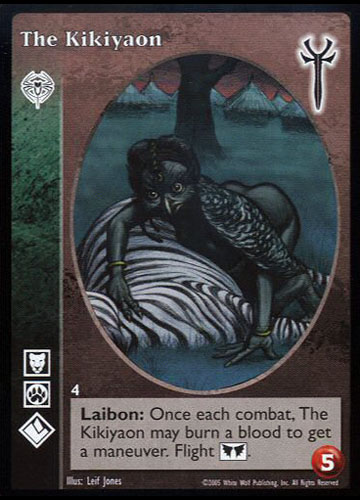 The Kikiyaon
4
Laibon: Once each combat, The
Kikiyaon may burn a blood to get
a maneuver. Flight
.
5
Illus: Leif Jones
©2005 White Wolf Publishing, Inc. All Rights Reserved